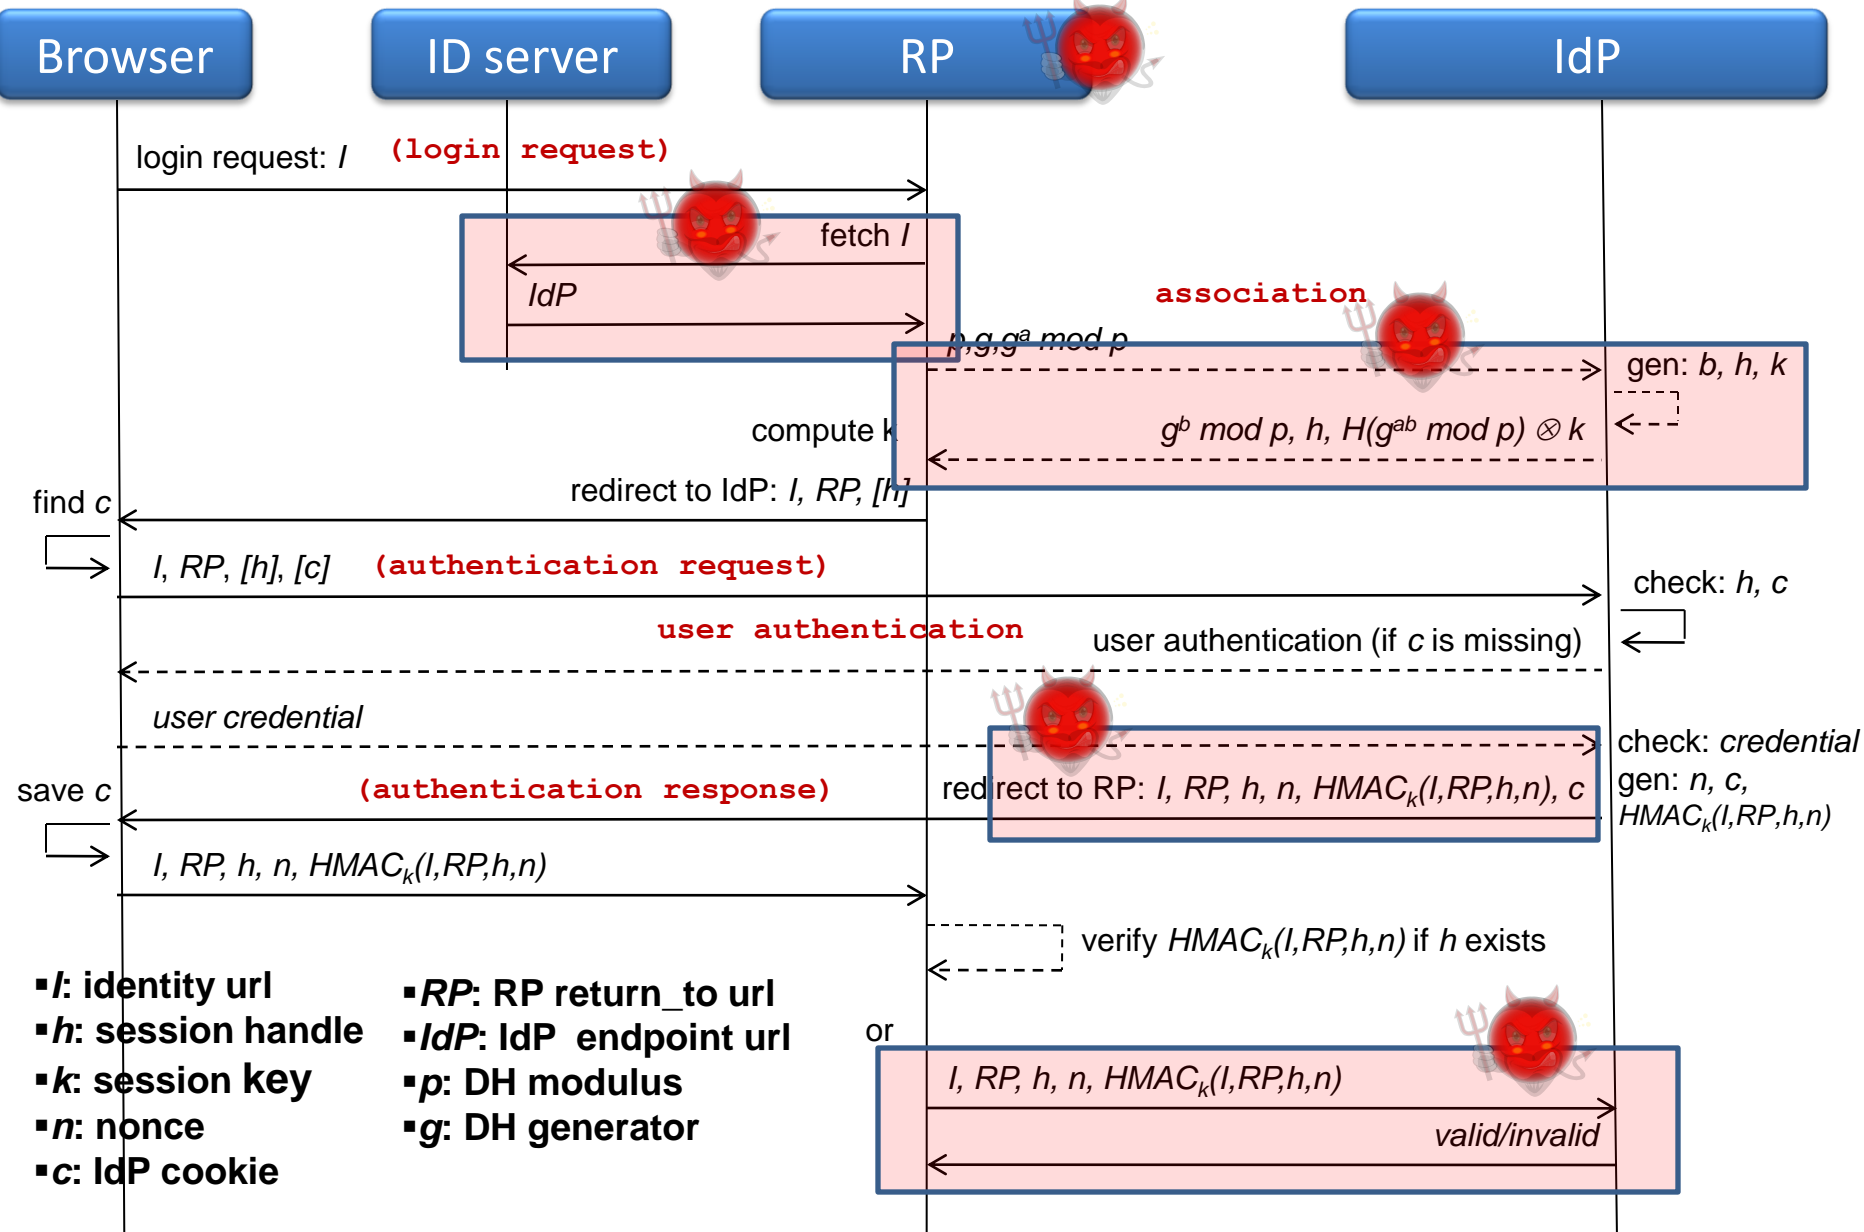 Browser
ID server
RP
IdP
login request: I
(login request)
fetch I
IdP
association
p,g,gᵃ mod p
gen: b, h, k
compute k
gᵇ mod p, h, H(gᵃᵇ mod p) ⊗ k
redirect to IdP: I, RP, [h]
find c
I, RP, [h], [c]
(authentication request)
check: h, c
user authentication
user authentication (if c is missing)
user credential
check: credential
save c
(authentication response)
redirect to RP: I, RP, h, n, HMACₖ(I,RP,h,n), c
gen: n, c,
HMACₖ(I,RP,h,n)
I, RP, h, n, HMACₖ(I,RP,h,n)
verify HMACₖ(I,RP,h,n) if h exists
▪I: identity url
▪h: session handle
▪k: session key
▪n: nonce
▪c: IdP cookie
▪RP: RP return_to url
▪IdP: IdP endpoint url
▪p: DH modulus
▪g: DH generator
or
I, RP, h, n, HMACₖ(I,RP,h,n)
valid/invalid